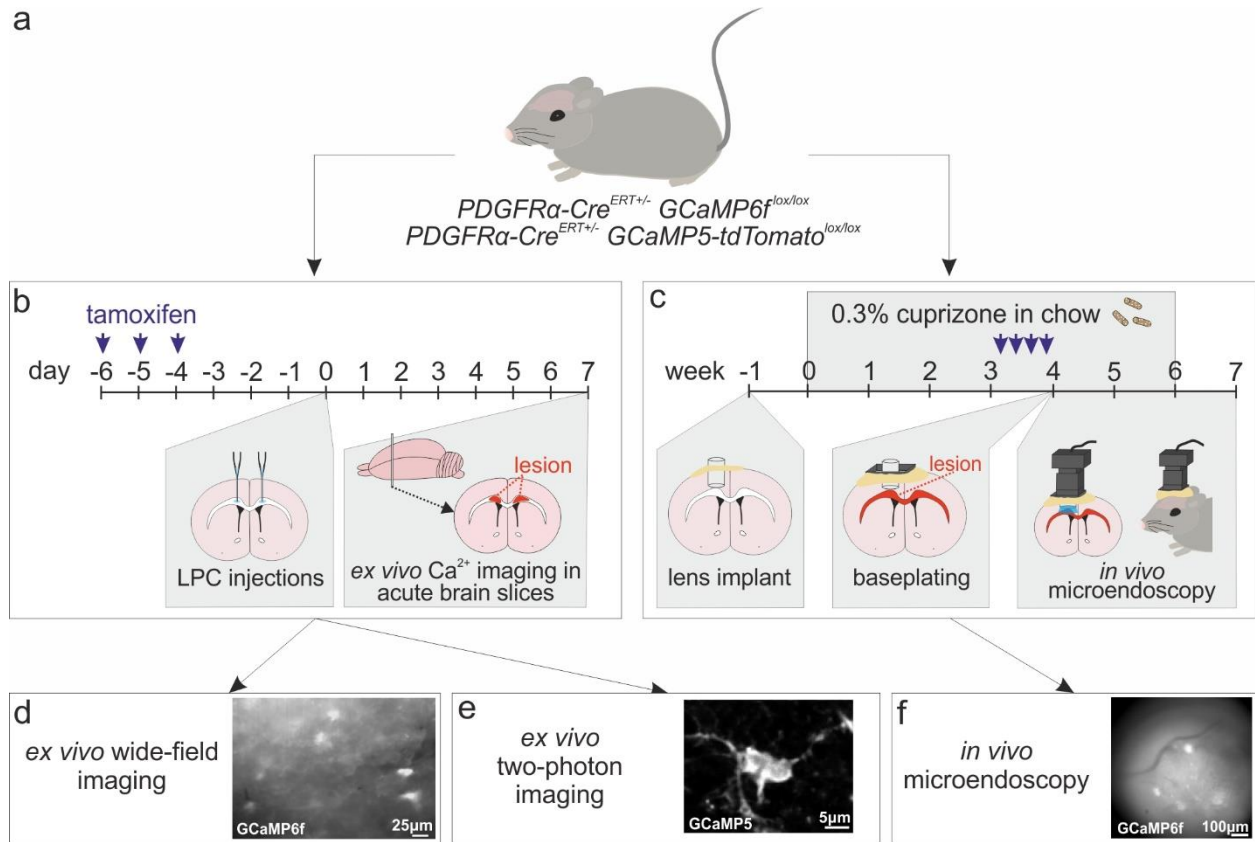 a
PDGFRα-Cre^ERT+/- GCaMP6f^lox/lox
PDGFRα-Cre^ERT+/- GCaMP5-tdTomato^lox/lox
b
tamoxifen
day -6 -5 -4 -3 -2 -1 0 1 2 3 4 5 6 7
LPC injections
lesion
ex vivo Ca²⁺ imaging in
acute brain slices
c
0.3% cuprizone in chow
week -1 0 1 2 3 4 5 6 7
lens implant
lesion
baseplating
in vivo
microendoscopy
d
ex vivo wide-field
imaging
GCaMP6f 25µm
e
ex vivo
two-photon
imaging
GCaMP5 5µm
f
in vivo
microendoscopy
GCaMP6f 100µm